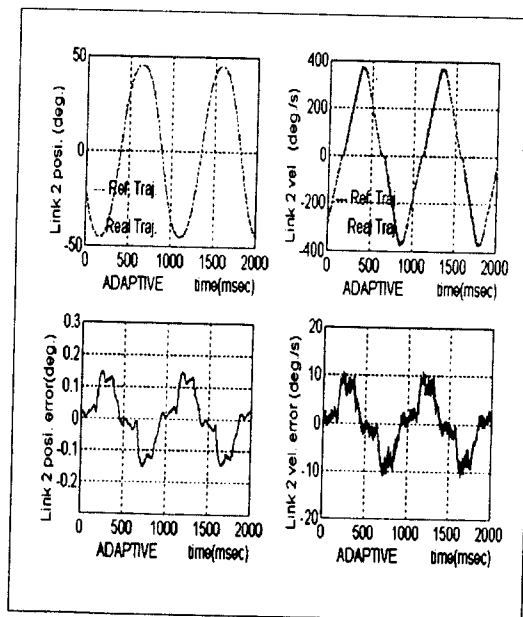 Link 2 posi. (deg.)
50
0
-50
Ref. Traj.
Real Traj.
0 500 1000 1500 2000
ADAPTIVE time(msec)
Link 2 vel. (deg/s)
400
200
0
-200
-400
Ref. Traj.
Real Traj.
0 500 1000 1500 2000
ADAPTIVE time(msec)
Link 2 posi. error(deg.)
0.3
0.2
0.1
0
-0.1
-0.2
0 500 1000 1500 2000
ADAPTIVE time(msec)
Link 2 vel. error (deg./s)
20
10
0
-10
-20
0 500 1000 1500 2000
ADAPTIVE time(msec)